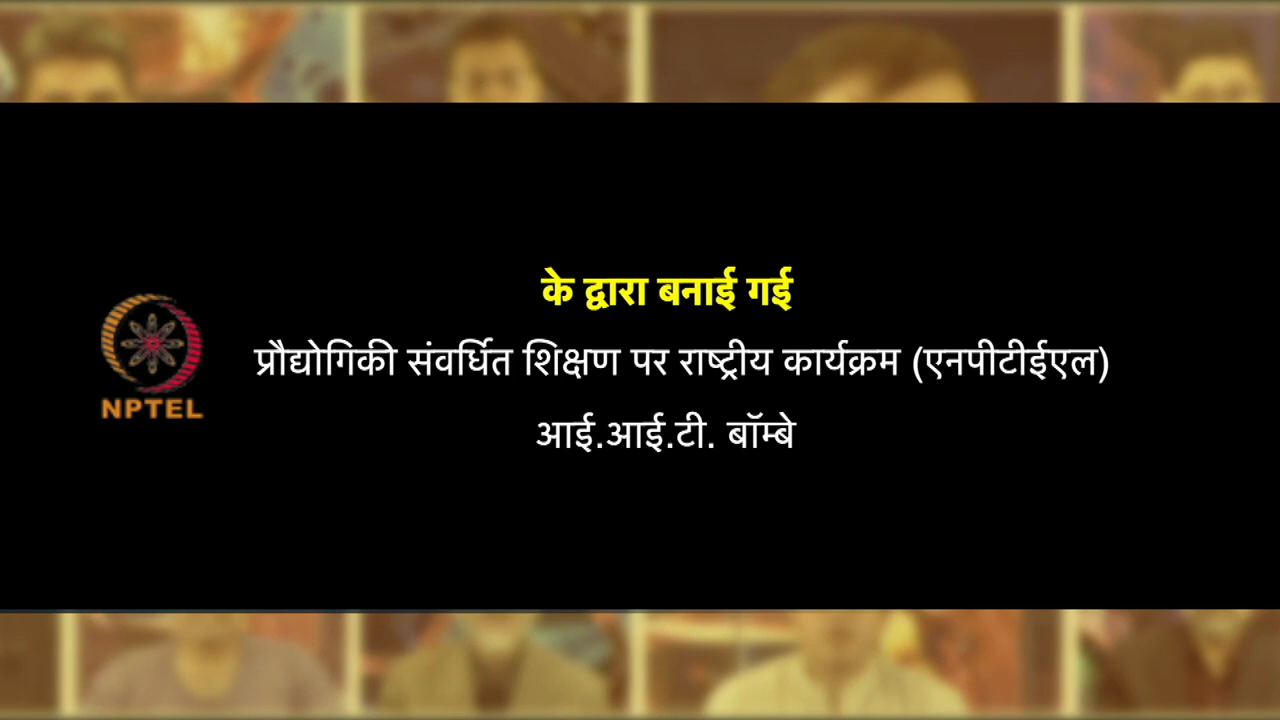 के द्वारा बनाई गई
प्रौद्योगिकी संवर्धित शिक्षण पर राष्ट्रीय कार्यक्रम (एनपीटीईएल)
आई.आई.टी. बॉम्बे
NPTEL